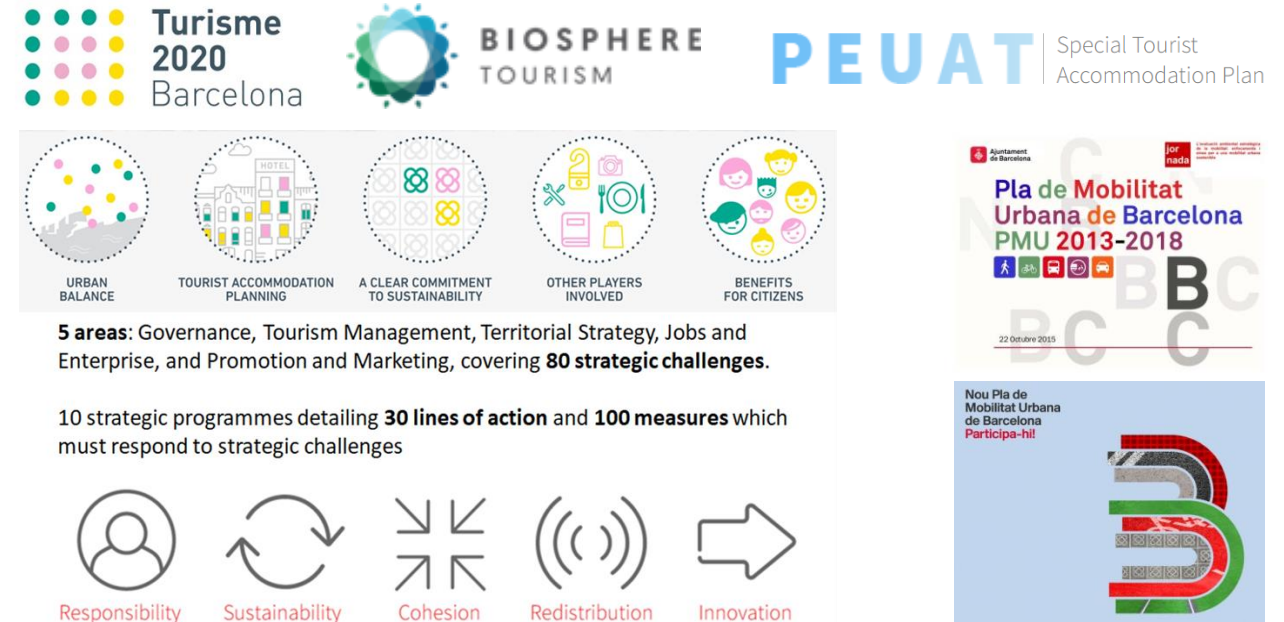 Turisme
2020
Barcelona
BIOSPHERE
TOURISM
PEUAT
Special Tourist
Accommodation Plan
HOTEL
URBAN
BALANCE
TOURIST ACCOMMODATION
PLANNING
A CLEAR COMMITMENT
TO SUSTAINABILITY
OTHER PLAYERS
INVOLVED
BENEFITS
FOR CITIZENS
5 areas: Governance, Tourism Management, Territorial Strategy, Jobs and
Enterprise, and Promotion and Marketing, covering 80 strategic challenges.
10 strategic programmes detailing 30 lines of action and 100 measures which
must respond to strategic challenges
Responsibility
Sustainability
Cohesion
Redistribution
Innovation
Ajuntament
de Barcelona
jor
nada
Pla de Mobilitat
Urbana de Barcelona
PMU 2013-2018
BBC
BC
C
22 Octubre 2015
Nou Pla de
Mobilitat Urbana
de Barcelona
Participa-hi!